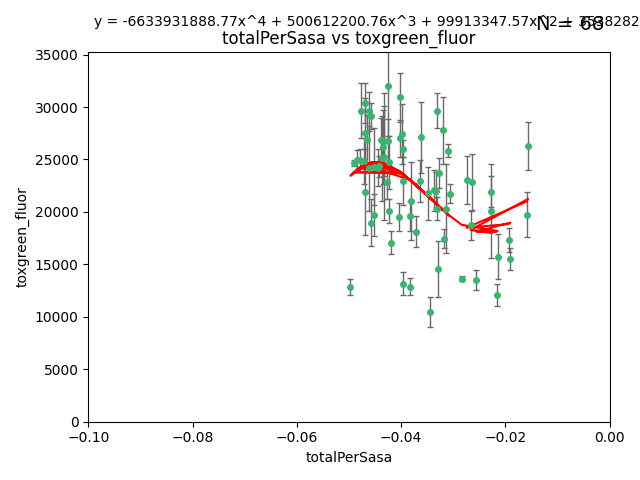 y = -6633931888.77x^4 + 500612200.76x^3 + 99913347.57x^2 +
N = 68
totalPerSasa vs toxgreen_fluor
35000
30000
25000
20000
15000
10000
5000
0
toxgreen_fluor
−0.10
−0.08
−0.06
−0.04
−0.02
0.00
totalPerSasa